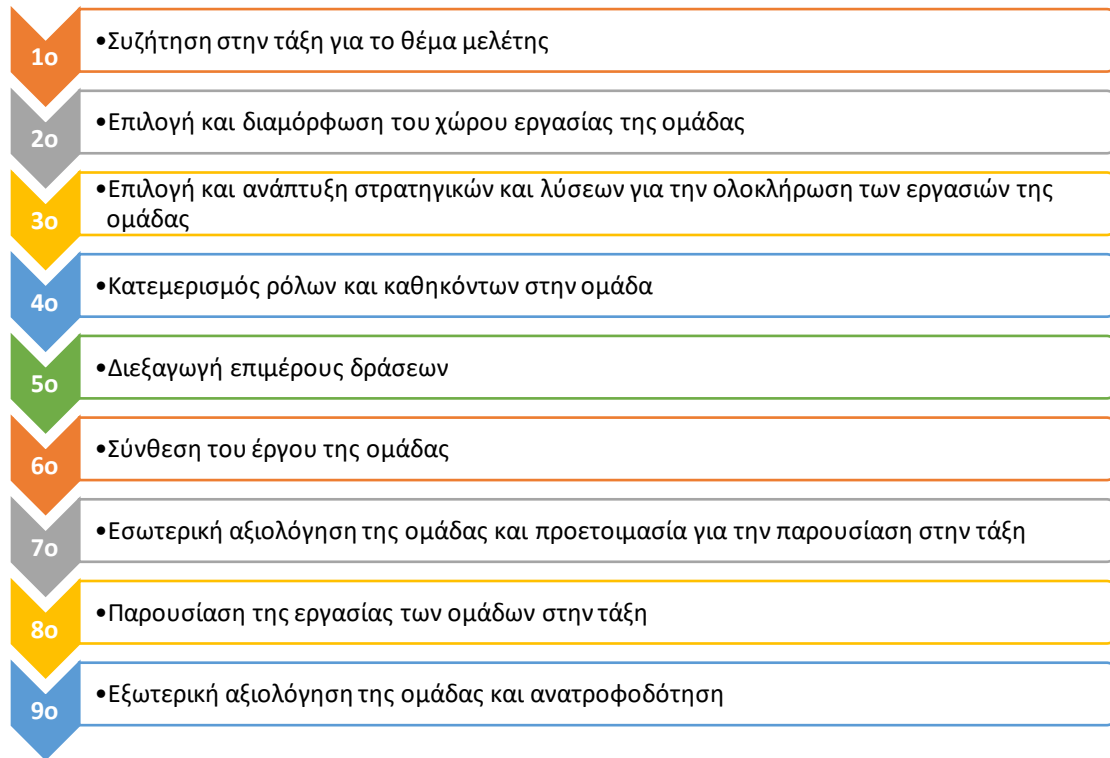 1ο
•Συζήτηση στην τάξη για το θέμα μελέτης
2ο
•Επιλογή και διαμόρφωση του χώρου εργασίας της ομάδας
3ο
•Επιλογή και ανάπτυξη στρατηγικών και λύσεων για την ολοκλήρωση των εργασιών της
ομάδας
4ο
•Κατεμερισμός ρόλων και καθηκόντων στην ομάδα
5ο
•Διεξαγωγή επιμέρους δράσεων
6ο
•Σύνθεση του έργου της ομάδας
7ο
•Εσωτερική αξιολόγηση της ομάδας και προετοιμασία για την παρουσίαση στην τάξη
8ο
•Παρουσίαση της εργασίας των ομάδων στην τάξη
9ο
•Εξωτερική αξιολόγηση της ομάδας και ανατροφοδότηση